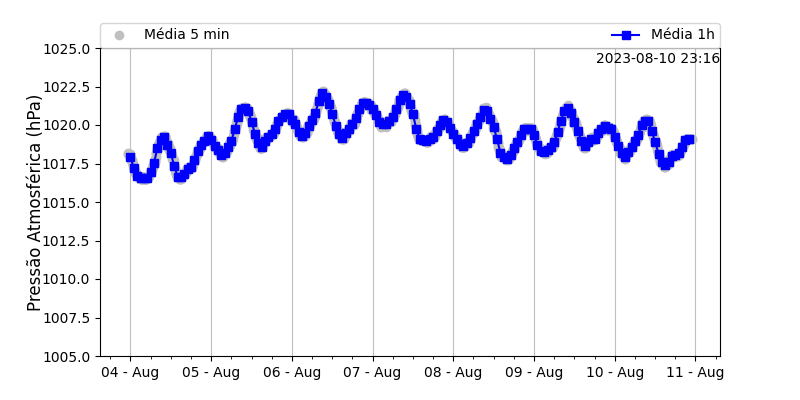 Média 5 min
Média 1h
2023-08-10 23:16
Pressão Atmosférica (hPa)
1025.0
1022.5
1020.0
1017.5
1015.0
1012.5
1010.0
1007.5
1005.0
04 - Aug
05 - Aug
06 - Aug
07 - Aug
08 - Aug
09 - Aug
10 - Aug
11 - Aug